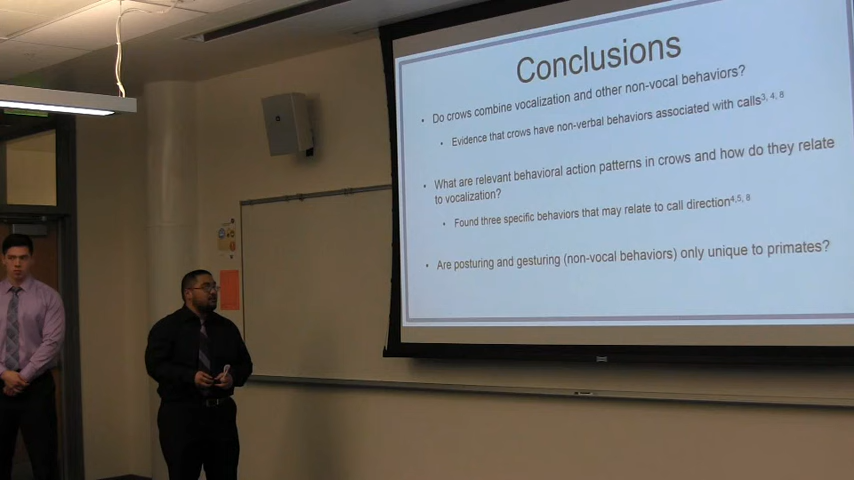 Conclusions
• Do crows combine vocalization and other non-vocal behaviors?
• Evidence that crows have non-verbal behaviors associated with calls3, 4, 8
• What are relevant behavioral action patterns in crows and how do they relate
to vocalization?
• Found three specific behaviors that may relate to call direction4,5, 8
• Are posturing and gesturing (non-vocal behaviors) only unique to primates?